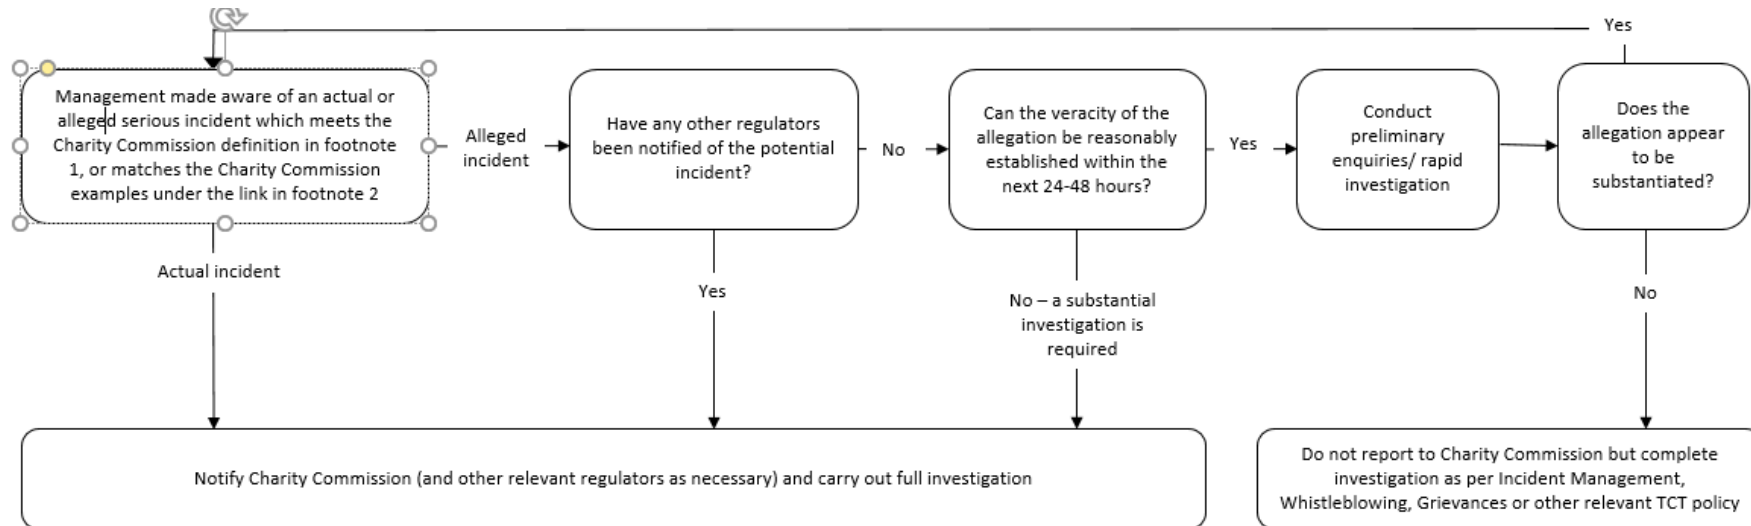 Yes
Management made aware of an actual or
alleged serious incident which meets the
Charity Commission definition in footnote
1, or matches the Charity Commission
examples under the link in footnote 2
Alleged
incident
Have any other regulators
been notified of the potential
incident?
No
Can the veracity of the
allegation be reasonably
established within the
next 24-48 hours?
Yes
Conduct
preliminary
enquiries/ rapid
investigation
Does the
allegation appear
to be
substantiated?
Actual incident
Yes
No – a substantial
investigation is
required
No
Notify Charity Commission (and other relevant regulators as necessary) and carry out full investigation
Do not report to Charity Commission but complete
investigation as per Incident Management,
Whistleblowing, Grievances or other relevant TCT policy